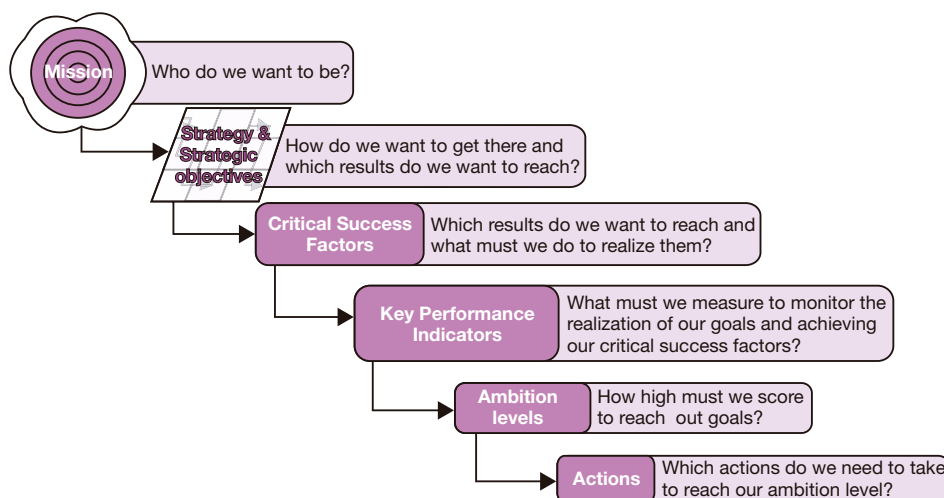 Mission
Who do we want to be?
Strategy &
Strategic
objectives
How do we want to get there and
which results do we want to reach?
Critical Success
Factors
Which results do we want to reach and
what must we do to realize them?
Key Performance
Indicators
What must we measure to monitor the
realization of our goals and achieving
our critical success factors?
Ambition
levels
How high must we score
to reach out goals?
Actions
Which actions do we need to take
to reach our ambition level?